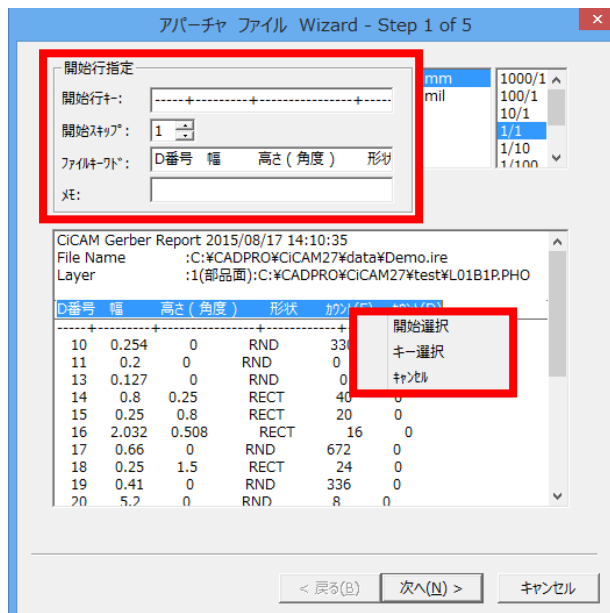 アパーチャ ファイル Wizard - Step 1 of 5
開始行指定
開始行ｷｰ: -----+---------+----------------+-----
開始ｽｷｯﾌﾟ: 1
ﾌｧｲﾙｷｰﾜﾄﾞ: D番号 幅 高さ ( 角度 )
ﾒﾓ:
mm
mil
1000/1
100/1
10/1
1/1
1/10
1/100
CiCAM Gerber Report 2015/08/17 14:10:35
File Name :C:¥CADPRO¥CiCAM27¥data¥Demo.ire
Layer :1(部品面):C:¥CADPRO¥CiCAM27¥test¥L01B1P.PHO
D番号 幅 高さ ( 角度 ) 形状
10 0.254 0 RND
11 0.2 0 RND
13 0.127 0 RND
14 0.8 0.25 RECT 40 0
15 0.25 0.8 RECT 20 0
16 2.032 0.508 RECT 16 0
17 0.66 0 RND 672 0
18 0.25 1.5 RECT 24 0
19 0.41 0 RND 336 0
20 5.2 0 RND 8 0
開始選択
キー選択
ｷｬﾝｾﾙ
< 戻る(B)
次へ(N) >
キャンセル